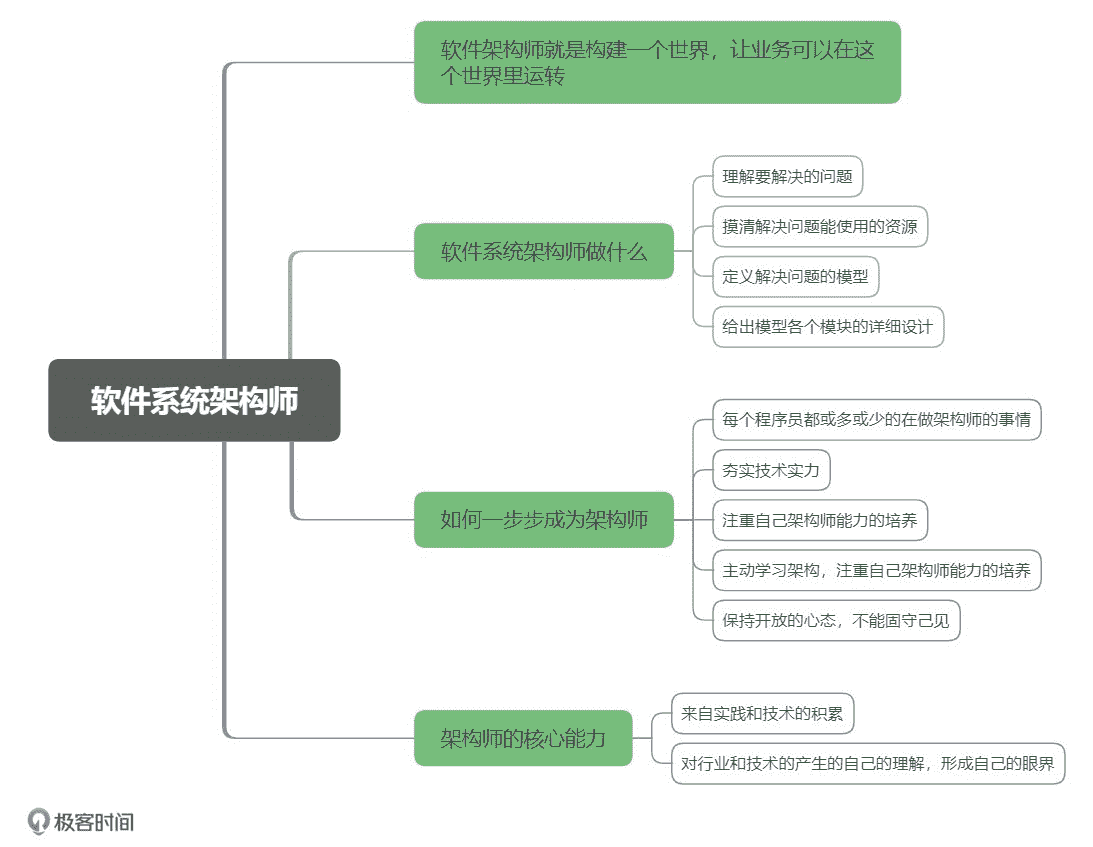 软件架构师就是构建一个世界，让业务可以在这
个世界里运转
理解要解决的问题
摸清解决问题能使用的资源
软件系统架构师做什么
定义解决问题的模型
给出模型各个模块的详细设计
软件系统架构师
每个程序员都或多或少的在做架构师的事情
夯实技术实力
如何一步步成为架构师
注重自己架构师能力的培养
主动学习架构，注重自己架构师能力的培养
保持开放的心态，不能固守己见
架构师的核心能力
来自实践和技术的积累
对行业和技术的产生的自己的理解，形成自己的眼界
极客时间